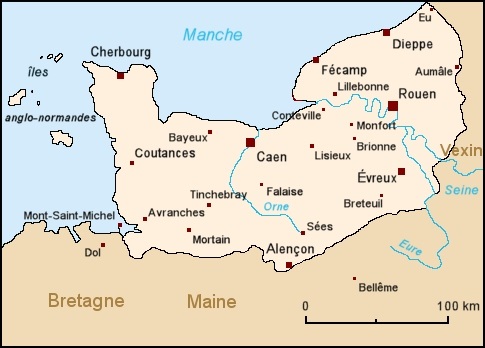 Eu
Manche
Dieppe
Cherbourg
îles
Fécamp
Aumâle
Lillebonne
Rouen
anglo-normandes
Conteville
Monfort
Bayeux
Brionne
Vexin
Coutances
Caen
Lisieux
Évreux
Seine
Tinchebray
Falaise
Breteuil
Mont-Saint-Michel
Avranches
Orne
Sées
Mortain
Eure
Dol
Alençon
Bellême
Bretagne
Maine
0 100 km